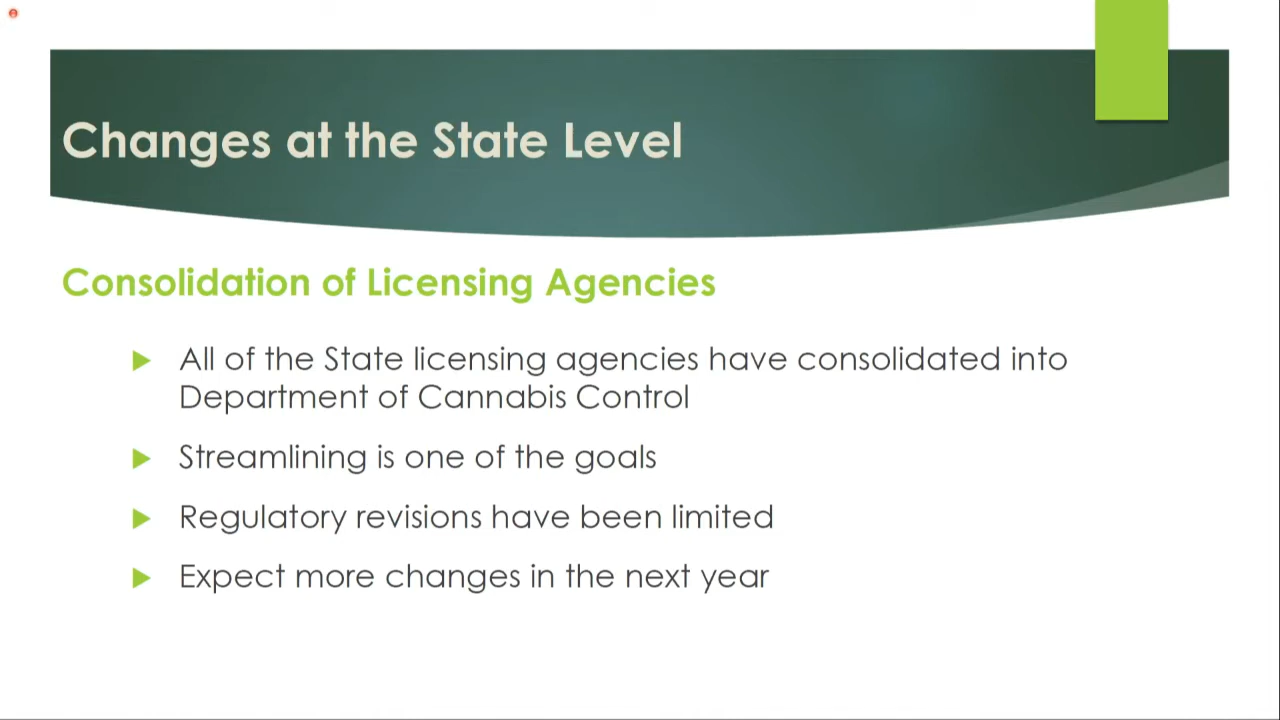 Changes at the State Level
Consolidation of Licensing Agencies
All of the State licensing agencies have consolidated into
Department of Cannabis Control
Streamlining is one of the goals
Regulatory revisions have been limited
Expect more changes in the next year